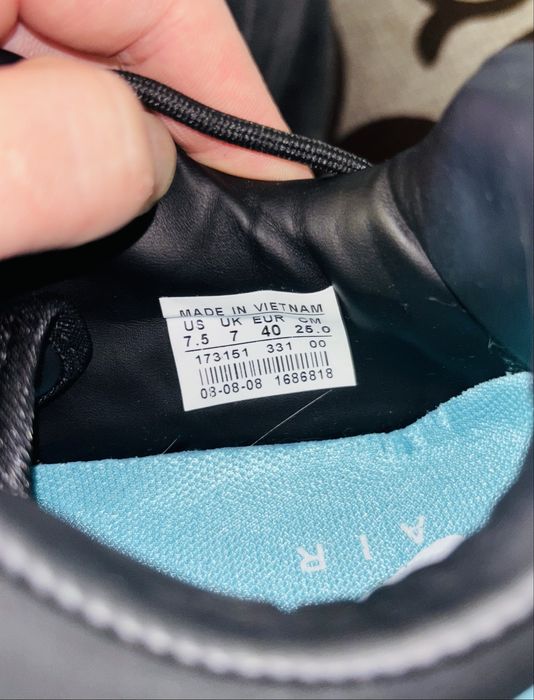 MADE IN VIETNAM
US UK EUR CM
7.5 7 40 25.0
173151 331 00
08-08-08 1686818
AIR